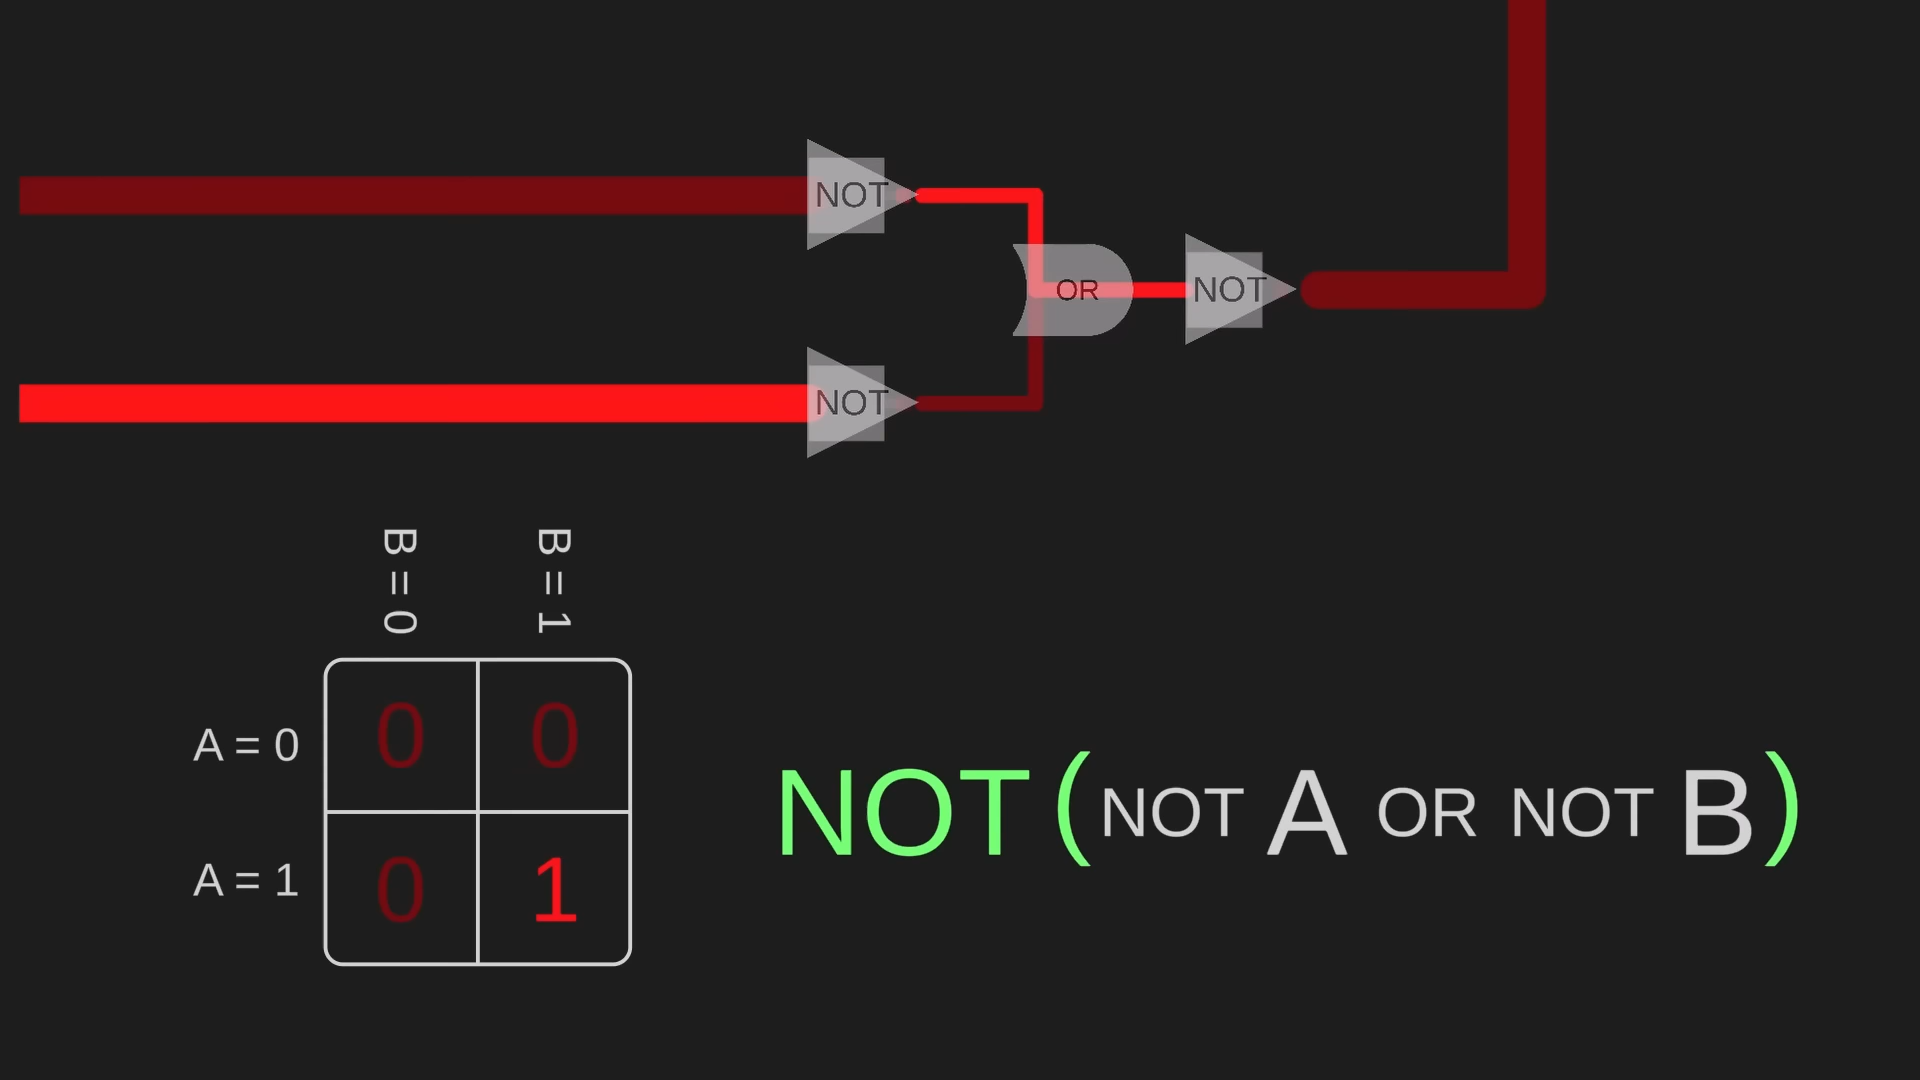 NOT
OR
NOT
NOT
B = 0
B = 1
A = 0
0 0
A = 1
0 1
NOT (NOT A OR NOT B)